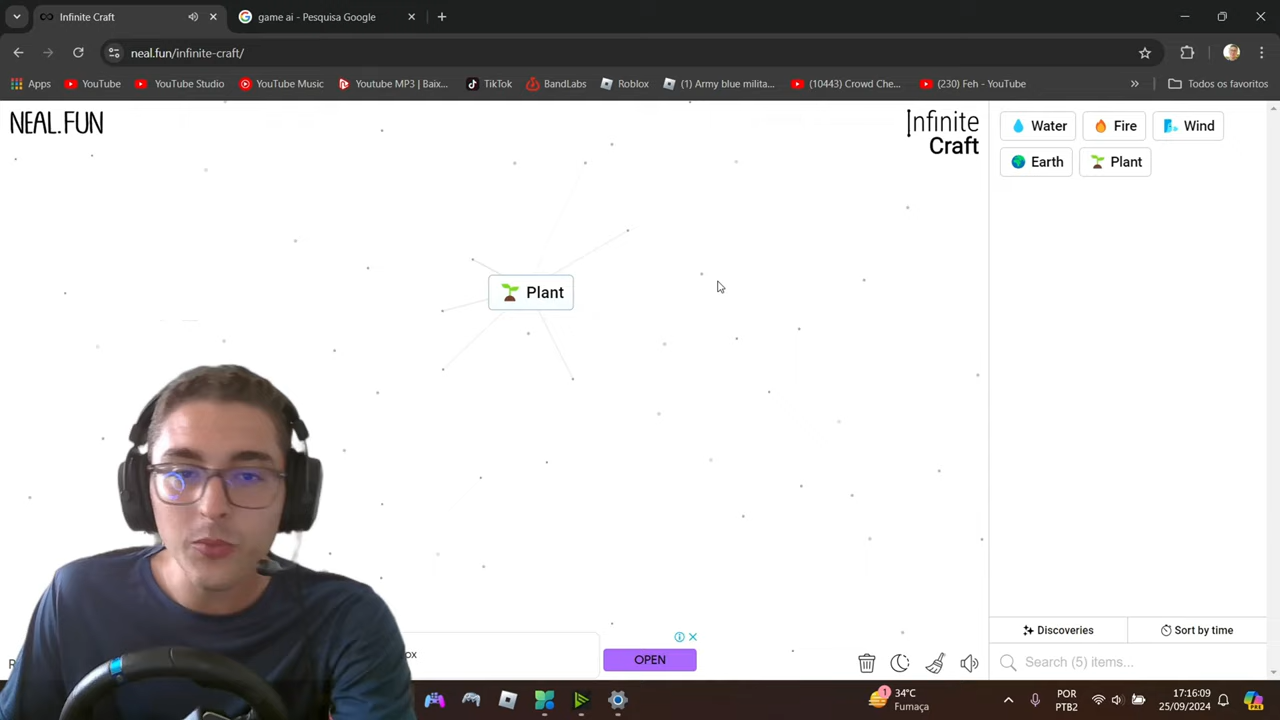 Infinite Craft
game ai - Pesquisa Google
neal.fun/infinite-craft/
Apps
YouTube
YouTube Studio
YouTube Music
Youtube MP3 | Baix...
TikTok
BandLabs
Roblox
(1) Army blue milita...
(10443) Crowd Che...
(230) Feh - YouTube
Todos os favoritos
NEAL.FUN
Infinite
Craft
Water
Fire
Wind
Earth
Plant
Plant
Discoveries
Sort by time
Search (5) items...
OPEN
1
34°C
Fumaça
POR
PTB2
17:16:09
25/09/2024